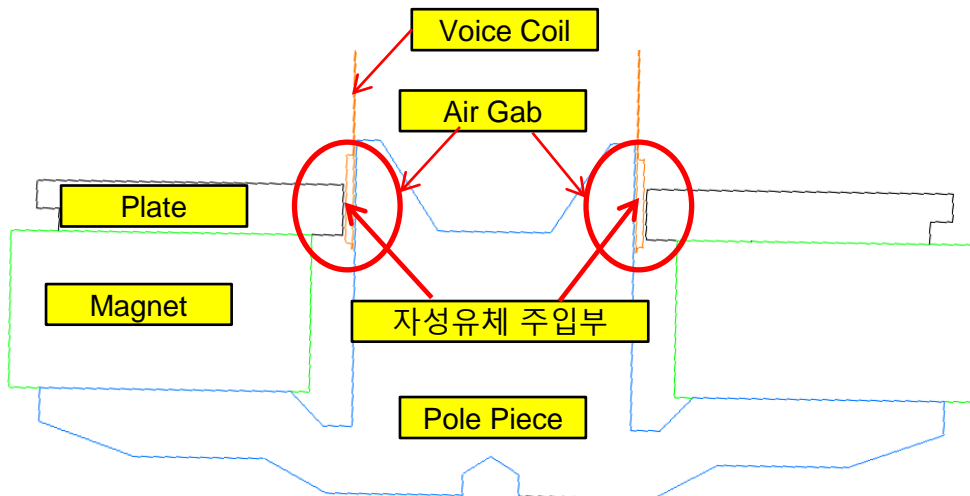 Voice Coil
Air Gab
Plate
Magnet
자성유체 주입부
Pole Piece